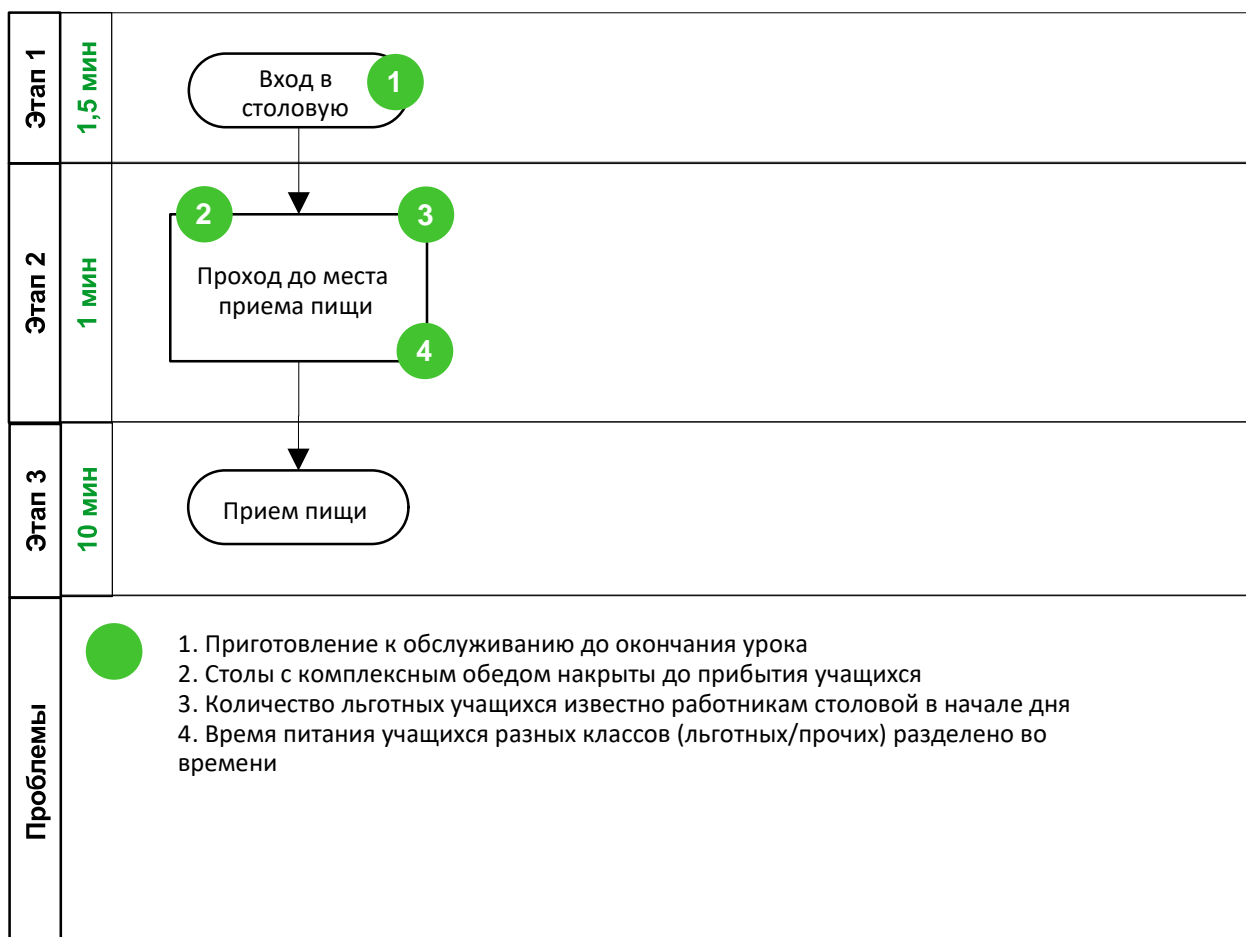 Этап 1
1,5 мин
Вход в
столовую
1
Этап 2
1 мин
2
3
Проход до места
приема пищи
4
Этап 3
10 мин
Прием пищи
Проблемы
1. Приготовление к обслуживанию до окончания урока
2. Столы с комплексным обедом накрыты до прибытия учащихся
3. Количество льготных учащихся известно работникам столовой в начале дня
4. Время питания учащихся разных классов (льготных/прочих) разделено во
времени